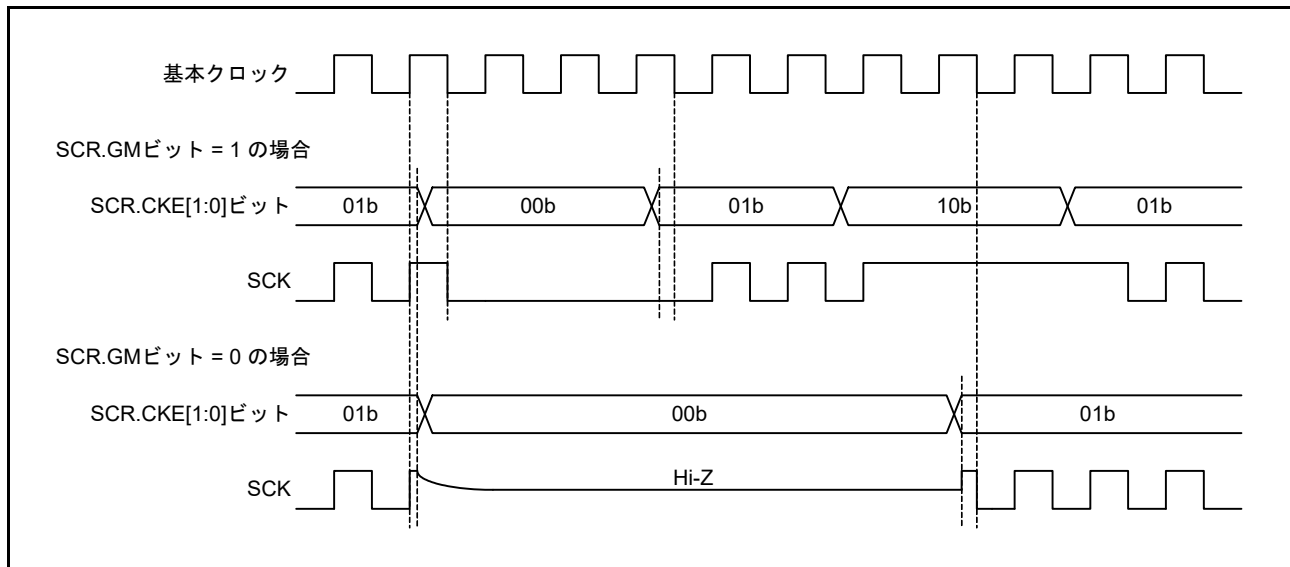 基本クロック
SCR.GMビット = 1 の場合
SCR.CKE[1:0]ビット 01b 00b 01b 10b 01b
SCK
SCR.GMビット = 0 の場合
SCR.CKE[1:0]ビット 01b 00b 01b
SCK Hi-Z